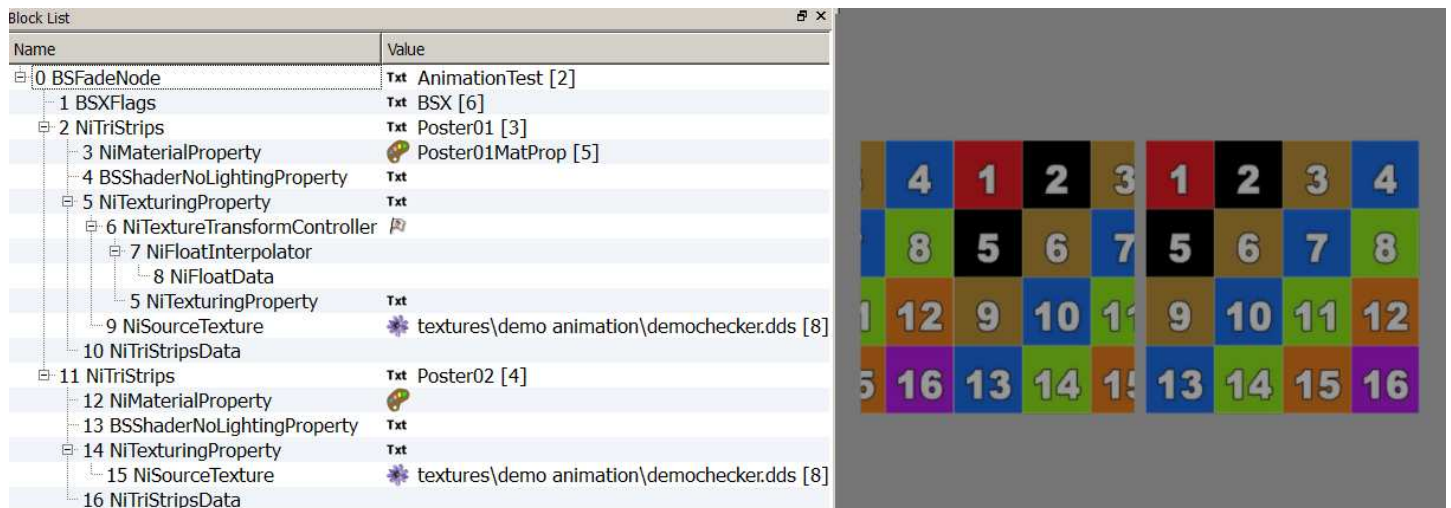 Block List
Name Value
0 BSFadeNode Txt AnimationTest [2]
1 BSXFlags Txt BSX [6]
2 NiTriStrips Txt Poster01 [3]
3 NiMaterialProperty Poster01MatProp [5]
4 BSShaderNoLightingProperty Txt
5 NiTexturingProperty Txt
6 NiTextureTransformController
7 NiFloatInterpolator
8 NiFloatData
5 NiTexturingProperty Txt
9 NiSourceTexture textures\demo animation\demochecker.dds [8]
10 NiTriStripsData
11 NiTriStrips Txt Poster02 [4]
12 NiMaterialProperty
13 BSShaderNoLightingProperty Txt
14 NiTexturingProperty Txt
15 NiSourceTexture textures\demo animation\demochecker.dds [8]
16 NiTriStripsData
4 1 2 3
8 5 6 7
1 12 9 10 11
5 16 13 14 15
1 2 3 4
5 6 7 8
9 10 11 12
13 14 15 16